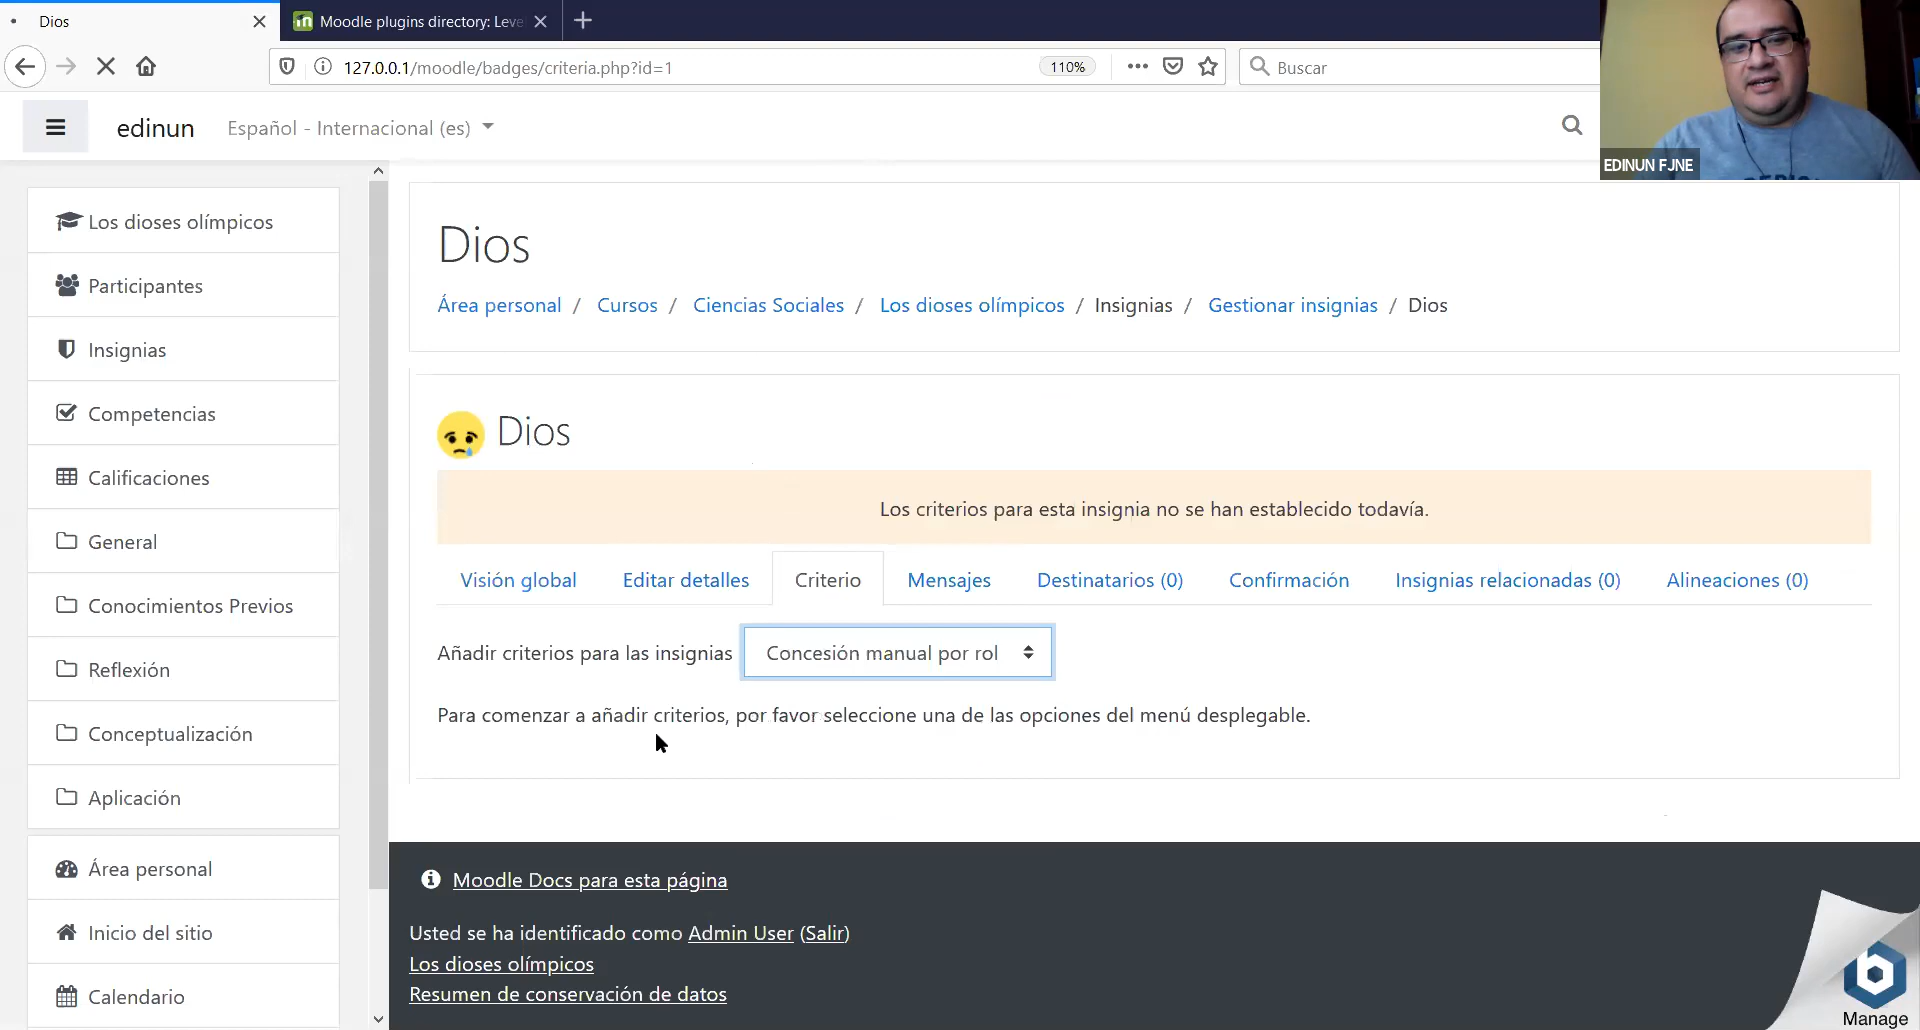 Dios
Moodle plugins directory: Leve
127.0.0.1/moodle/badges/criteria.php?id=1
110%
Buscar
edinun
Español - Internacional (es)
EDINUN FJNE
Los dioses olímpicos
Participantes
Insignias
Competencias
Calificaciones
General
Conocimientos Previos
Reflexión
Conceptualización
Aplicación
Área personal
Inicio del sitio
Calendario
Dios
Área personal / Cursos / Ciencias Sociales / Los dioses olímpicos / Insignias / Gestionar insignias / Dios
Dios
Los criterios para esta insignia no se han establecido todavía.
Visión global Editar detalles Criterio Mensajes Destinatarios (0) Confirmación Insignias relacionadas (0) Alineaciones (0)
Añadir criterios para las insignias Concesión manual por rol
Para comenzar a añadir criterios, por favor seleccione una de las opciones del menú desplegable.
Moodle Docs para esta página
Usted se ha identificado como Admin User (Salir)
Los dioses olímpicos
Resumen de conservación de datos
Manage